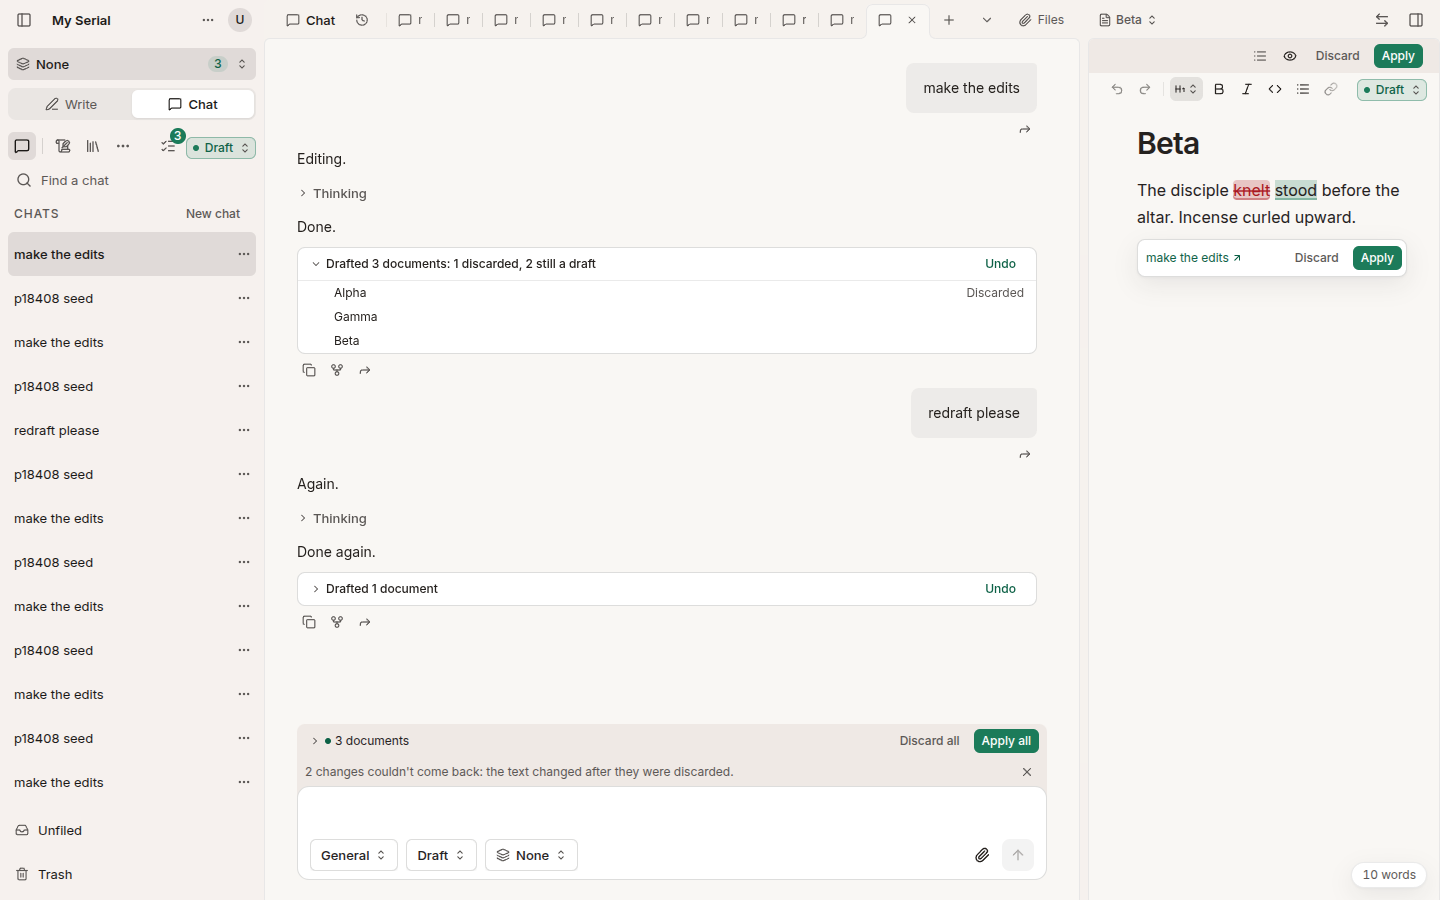 My Serial
U
None
3
Write
Chat
3
Draft
Find a chat
CHATS
New chat
make the edits
p18408 seed
make the edits
p18408 seed
redraft please
p18408 seed
make the edits
p18408 seed
make the edits
p18408 seed
make the edits
p18408 seed
make the edits
Unfiled
Trash
Chat
Files
make the edits
Editing.
Thinking
Done.
Drafted 3 documents: 1 discarded, 2 still a draft
Undo
Alpha
Discarded
Gamma
Beta
redraft please
Again.
Thinking
Done again.
Drafted 1 document
Undo
3 documents
Discard all
Apply all
2 changes couldn't come back: the text changed after they were discarded.
General
Draft
None
Beta
Discard
Apply
H1
B
I
Draft
Beta
The disciple knelt stood before the
altar. Incense curled upward.
make the edits
Discard
Apply
10 words